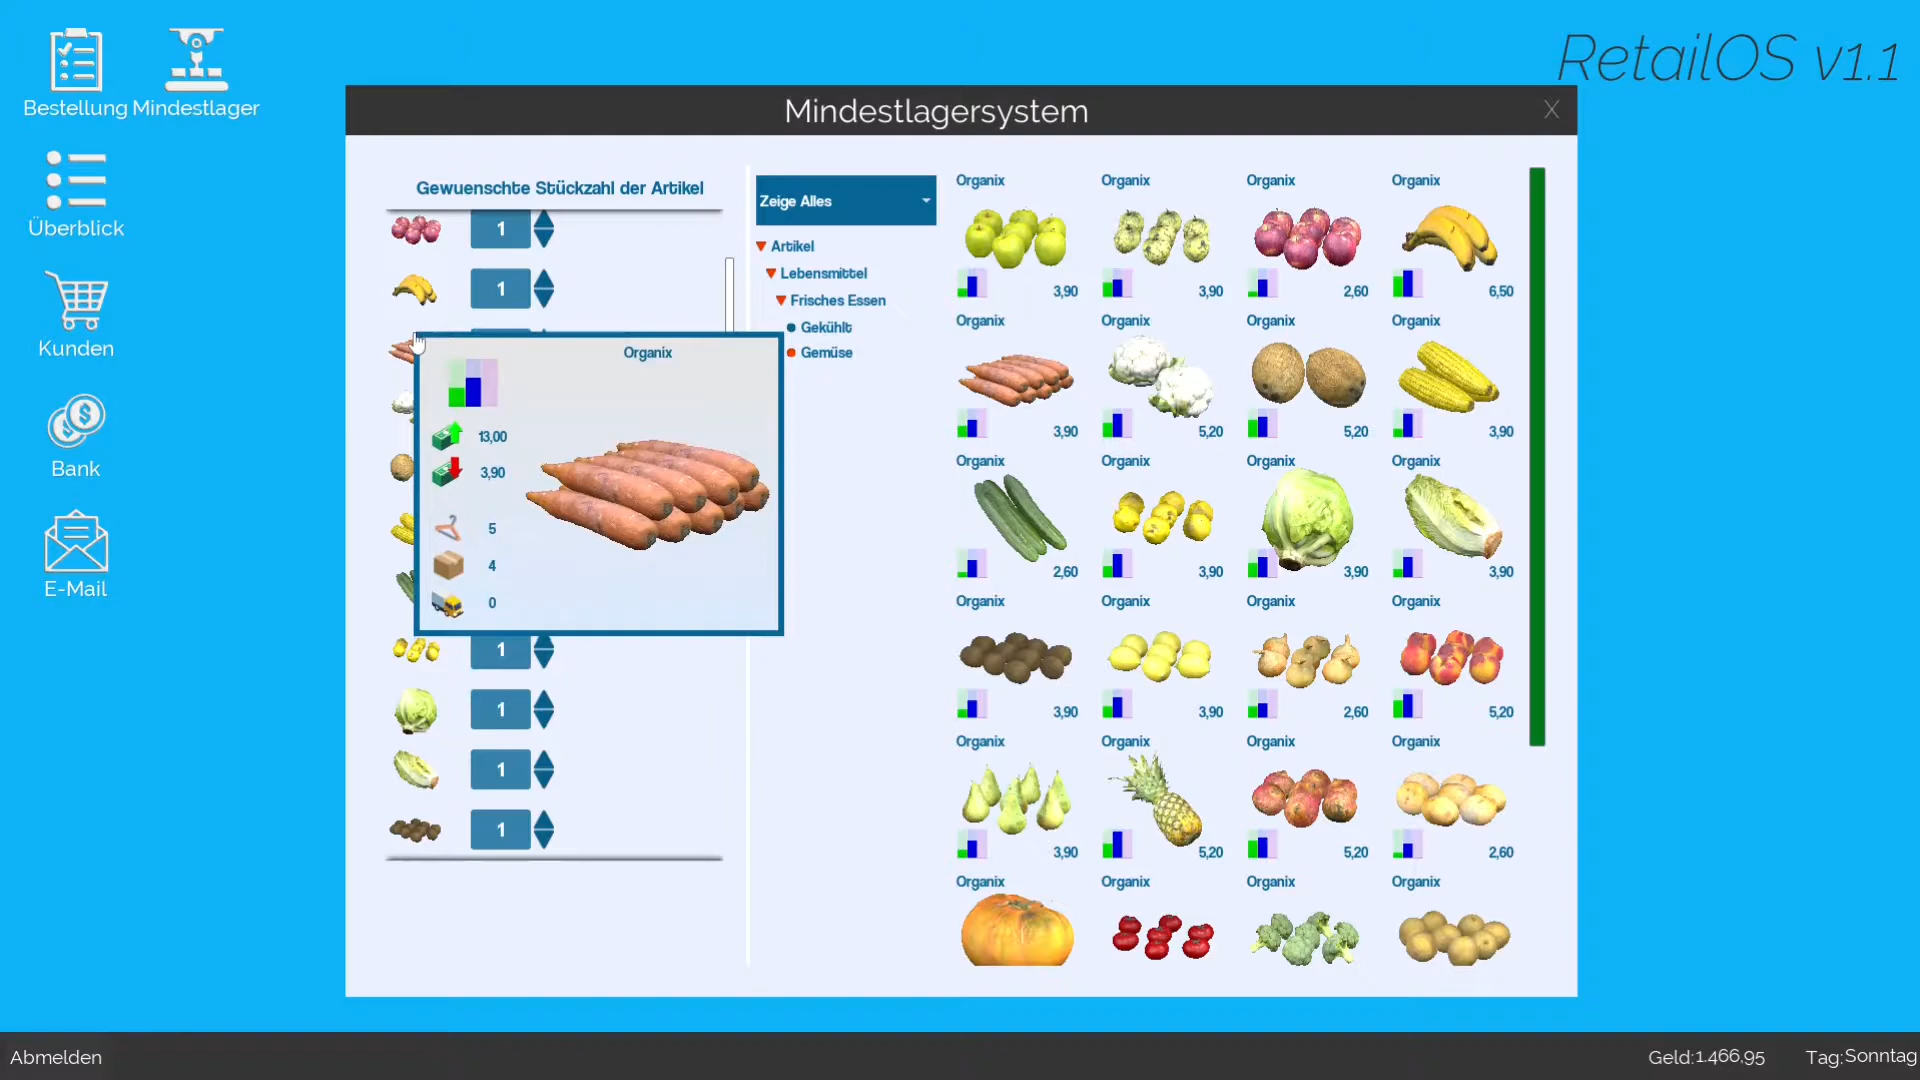 RetailOS v1.1
Bestellung
Mindestlager
Überblick
Kunden
Bank
E-Mail
Mindestlagersystem
X
Gewuenschte Stückzahl der Artikel
1
1
1
1
1
1
Organix
13,00
3,90
5
4
0
Zeige Alles
Artikel
Lebensmittel
Frisches Essen
Gekühlt
Gemüse
Organix Organix Organix Organix
3,90 3,90 2,60 6,50
Organix Organix Organix Organix
3,90 5,20 5,20 3,90
Organix Organix Organix Organix
2,60 3,90 3,90 3,90
Organix Organix Organix Organix
3,90 3,90 2,60 5,20
Organix Organix Organix Organix
3,90 5,20 5,20 2,60
Organix Organix Organix Organix
Abmelden
Geld:1.466,95
Tag:Sonntag